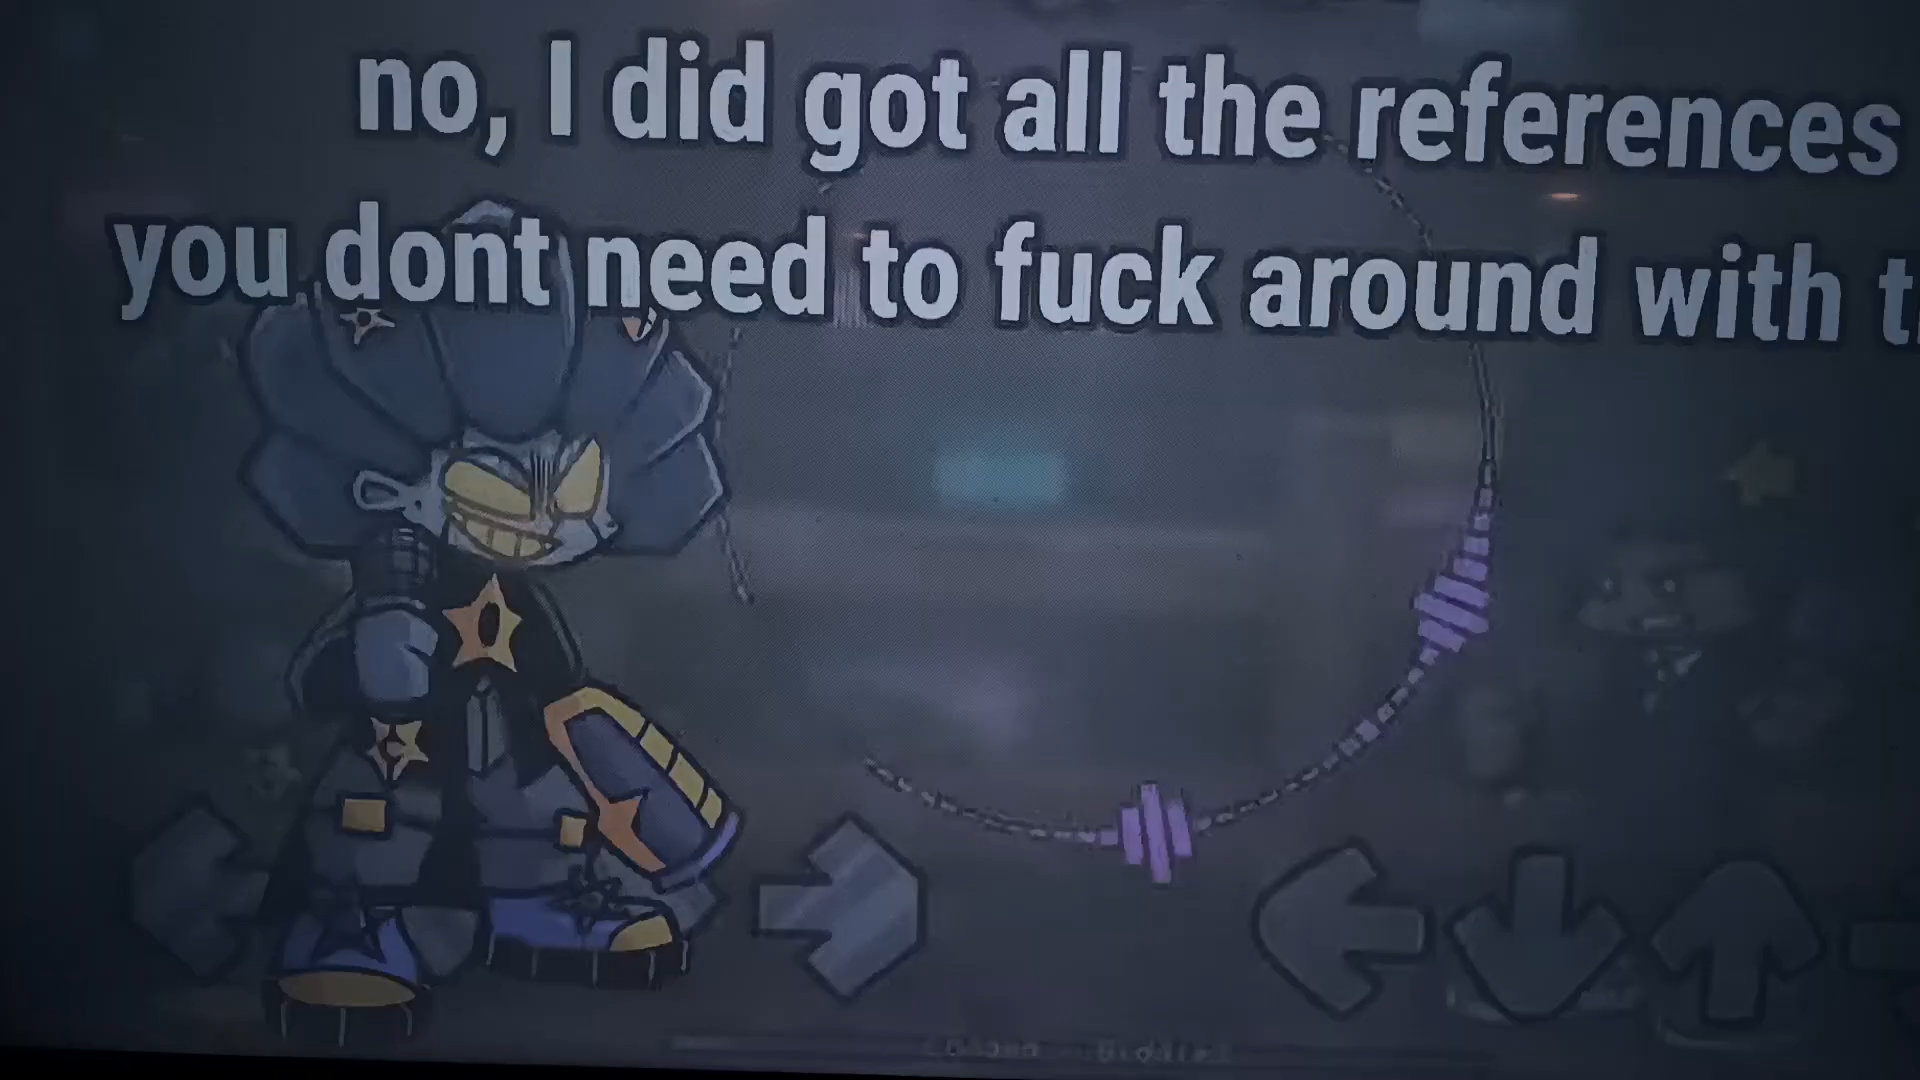 no, I did got all the references
you dont need to fuck around with